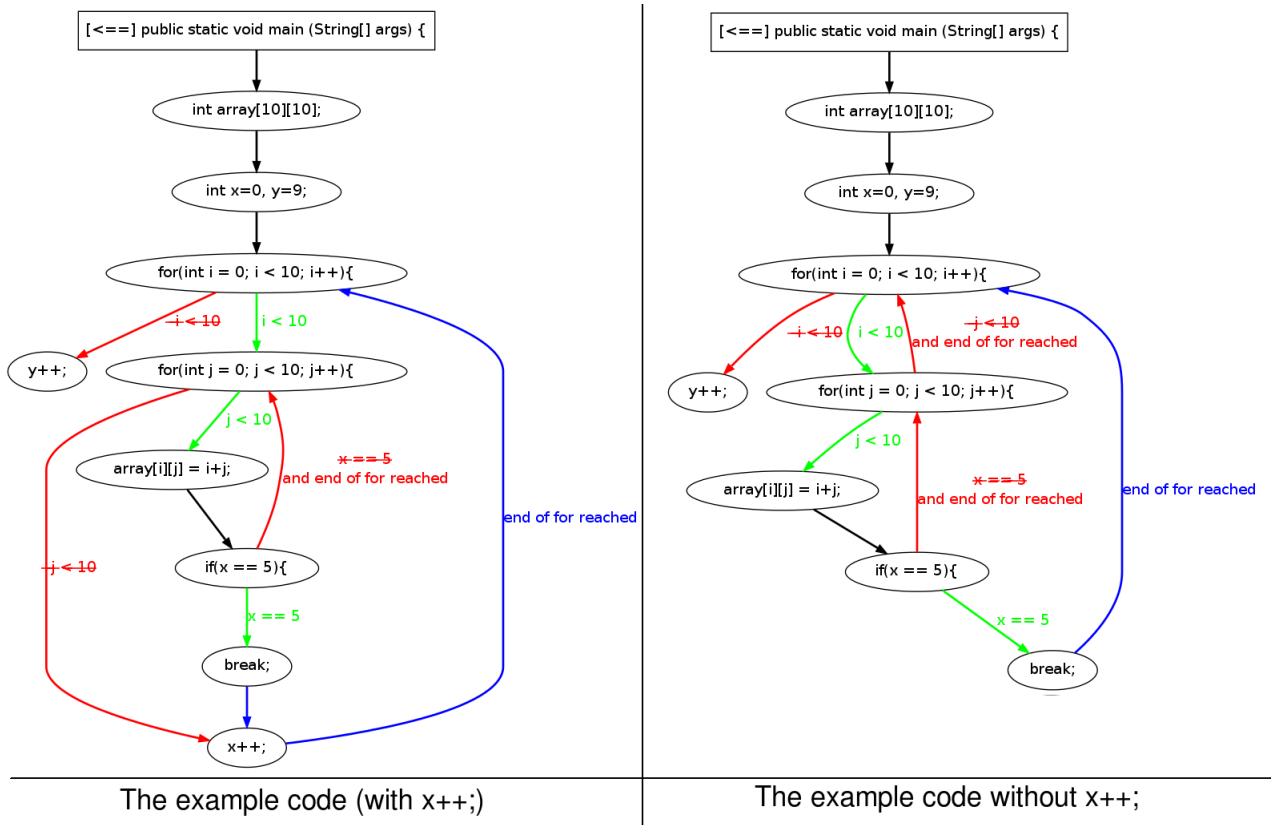 [<==] public static void main (String[] args) {
int array[10][10];
int x=0, y=9;
for(int i = 0; i < 10; i++){
i < 10
i < 10
y++;
for(int j = 0; j < 10; j++){
j < 10
array[i][j] = i+j;
x == 5
and end of for reached
end of for reached
j < 10
if(x == 5){
x == 5
break;
x++;
The example code (with x++;)
[<==] public static void main (String[] args) {
int array[10][10];
int x=0, y=9;
for(int i = 0; i < 10; i++){
i < 10
i < 10
j < 10
and end of for reached
y++;
for(int j = 0; j < 10; j++){
j < 10
array[i][j] = i+j;
x == 5
and end of for reached
end of for reached
if(x == 5){
x == 5
break;
The example code without x++;